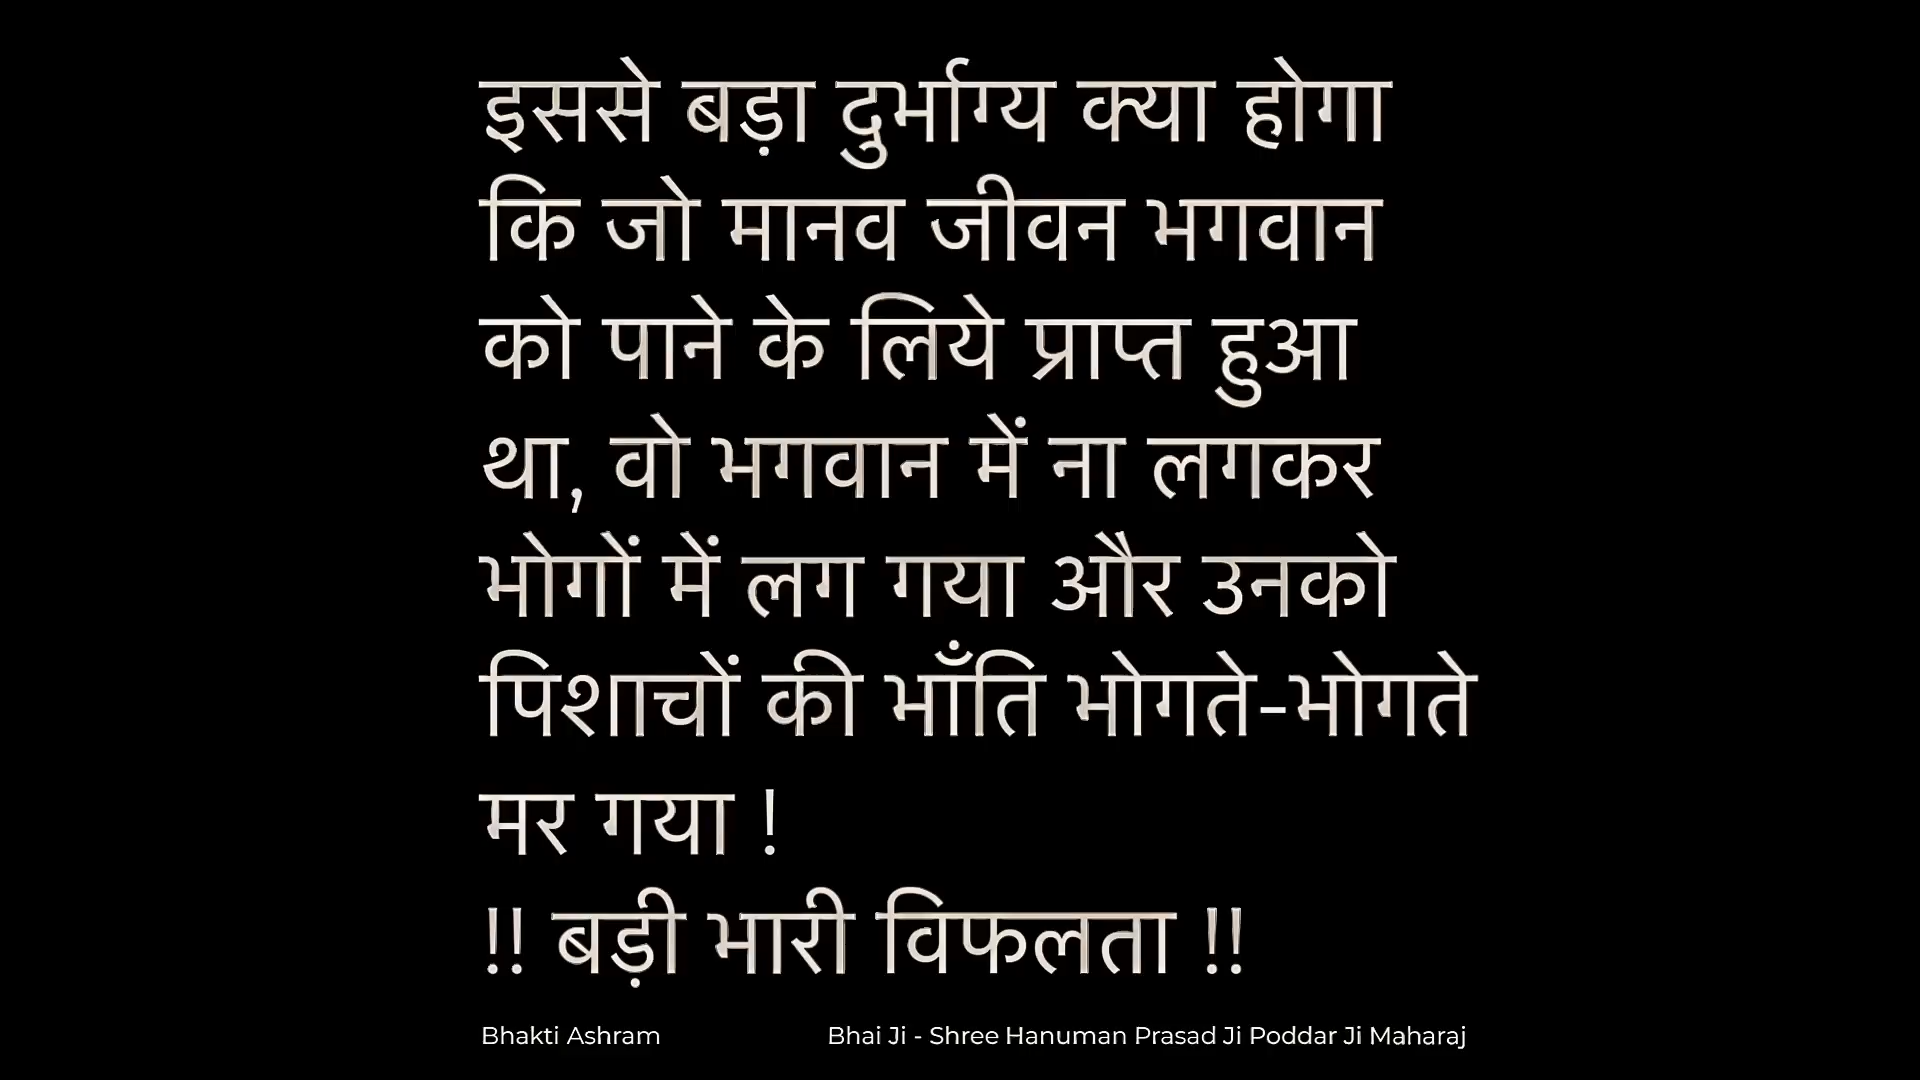 इससे बड़ा दुर्भाग्य क्या होगा
कि जो मानव जीवन भगवान
को पाने के लिये प्राप्त हुआ
था, वो भगवान में ना लगकर
भोगों में लग गया और उनको
पिशाचों की भाँति भोगते-भोगते
मर गया !
!! बड़ी भारी विफलता !!
Bhakti Ashram
Bhai Ji - Shree Hanuman Prasad Ji Poddar Ji Maharaj